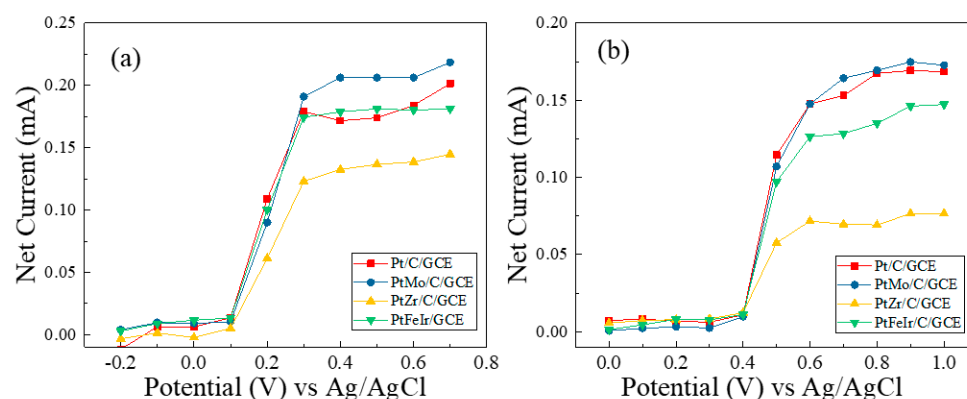 (a)
Net Current (mA)
0.25
0.20
0.15
0.10
0.05
0.00
Pt/C/GCE
PtMo/C/GCE
PtZr/C/GCE
PtFeIr/GCE
-0.2 0.0 0.2 0.4 0.6 0.8
Potential (V) vs Ag/AgCl
(b)
Net Current (mA)
0.20
0.15
0.10
0.05
0.00
Pt/C/GCE
PtMo/C/GCE
PtZr/C/GCE
PtFeIr/C/GCE
0.0 0.2 0.4 0.6 0.8 1.0
Potential (V) vs Ag/AgCl